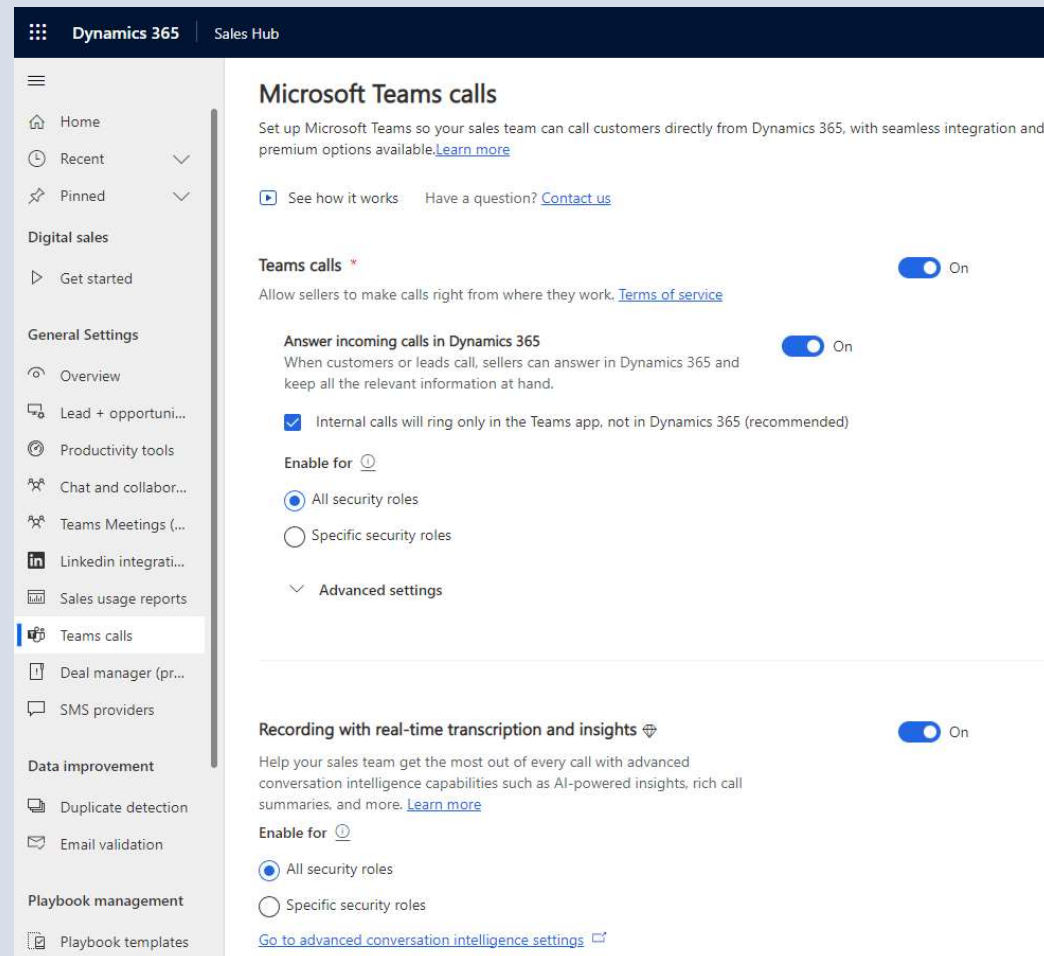 Dynamics 365
Sales Hub
Home
Recent
Pinned
Digital sales
Get started
General Settings
Overview
Lead + opportuni...
Productivity tools
Chat and collabor...
Teams Meetings (...
Linkedin integrati...
Sales usage reports
Teams calls
Deal manager (pr...
SMS providers
Data improvement
Duplicate detection
Email validation
Playbook management
Playbook templates
Microsoft Teams calls
Set up Microsoft Teams so your sales team can call customers directly from Dynamics 365, with seamless integration and
premium options available.Learn more
See how it works Have a question? Contact us
Teams calls * On
Allow sellers to make calls right from where they work. Terms of service
Answer incoming calls in Dynamics 365 On
When customers or leads call, sellers can answer in Dynamics 365 and
keep all the relevant information at hand.
Internal calls will ring only in the Teams app, not in Dynamics 365 (recommended)
Enable for
All security roles
Specific security roles
Advanced settings
Recording with real-time transcription and insights On
Help your sales team get the most out of every call with advanced
conversation intelligence capabilities such as AI-powered insights, rich call
summaries, and more. Learn more
Enable for
All security roles
Specific security roles
Go to advanced conversation intelligence settings